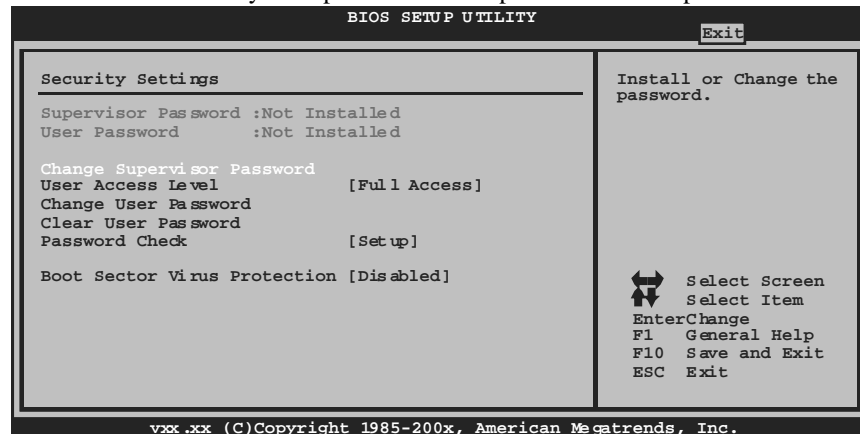 BIOS SETUP UTILITY
Exit
Security Settings
Supervisor Password :Not Installed
User Password :Not Installed
Change Supervisor Password
User Access Level [Full Access]
Change User Password
Clear User Password
Password Check [Setup]
Boot Sector Virus Protection [Disabled]
Install or Change the
password.
Select Screen
Select Item
EnterChange
F1 General Help
F10 Save and Exit
ESC Exit
vxx.xx (C)Copyright 1985-200x, American Megatrends, Inc.